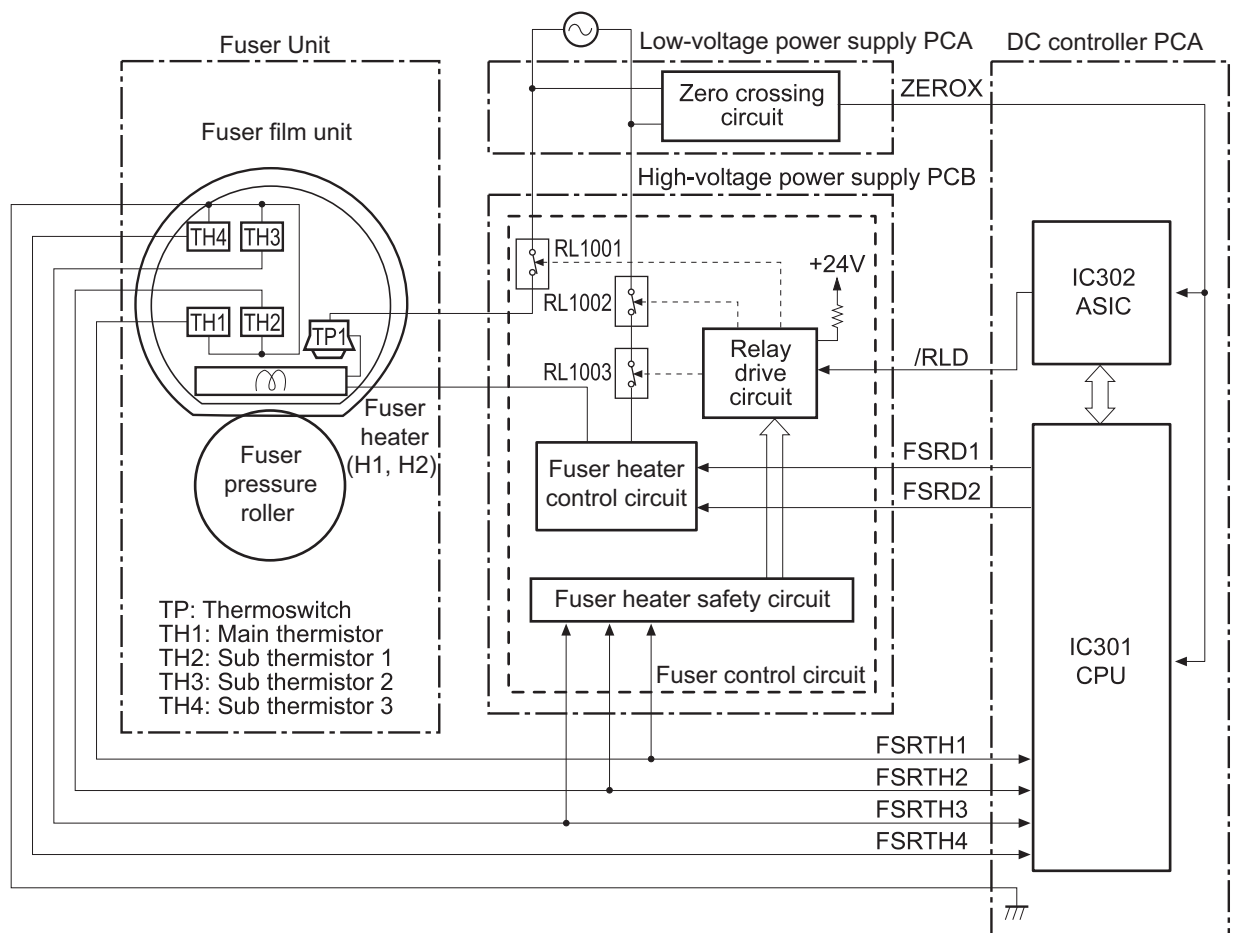 Fuser Unit
Low-voltage power supply PCA
DC controller PCA
Zero crossing
circuit
ZEROX
Fuser film unit
High-voltage power supply PCB
TH4
TH3
RL1001
+24V
IC302
ASIC
RL1002
TH1
TH2
TP1
Relay
drive
circuit
/RLD
RL1003
Fuser
heater
(H1, H2)
Fuser
pressure
roller
Fuser heater
control circuit
FSRD1
FSRD2
Fuser heater safety circuit
TP: Thermoswitch
TH1: Main thermistor
TH2: Sub thermistor 1
TH3: Sub thermistor 2
TH4: Sub thermistor 3
IC301
CPU
Fuser control circuit
FSRTH1
FSRTH2
FSRTH3
FSRTH4